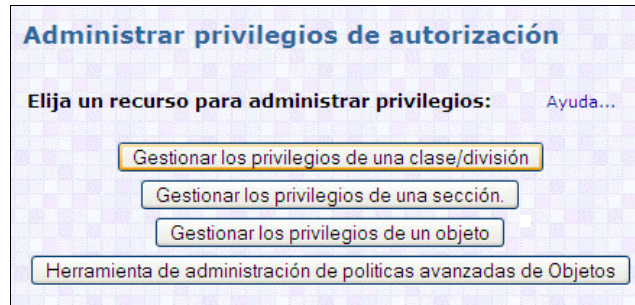 Administrar privilegios de autorización
Elija un recurso para administrar privilegios: Ayuda...
Gestionar los privilegios de una clase/división
Gestionar los privilegios de una sección.
Gestionar los privilegios de un objeto
Herramienta de administración de politicas avanzadas de Objetos